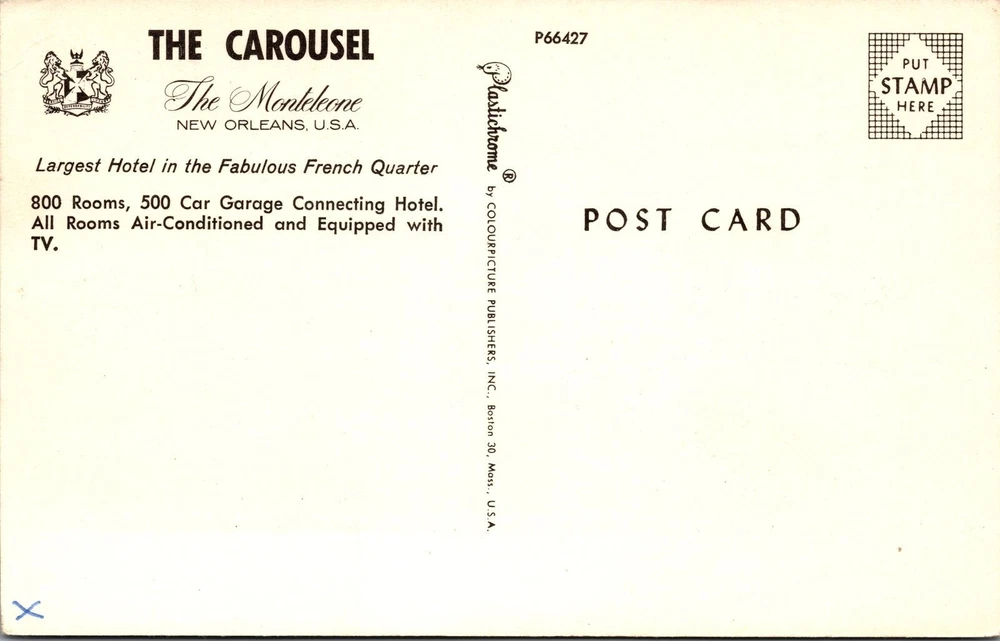 THE CAROUSEL
The Monteleone
NEW ORLEANS, U.S.A.
Largest Hotel in the Fabulous French Quarter
800 Rooms, 500 Car Garage Connecting Hotel.
All Rooms Air-Conditioned and Equipped with
TV.
Plastichrome ® by COLOURPICTURE PUBLISHERS, INC., Boston 30, Mass., U.S.A.
P66427
PUT
STAMP
HERE
POST CARD
X